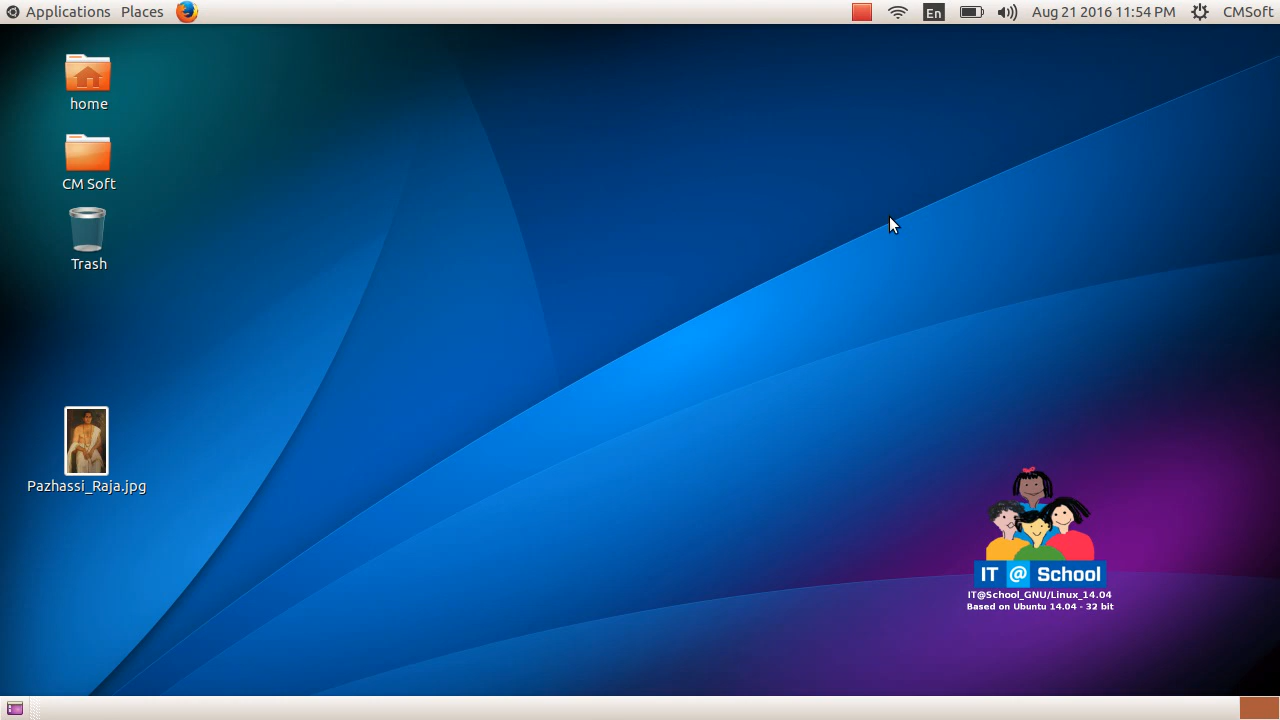 Applications Places
En
Aug 21 2016 11:54 PM
CMSoft
home
CM Soft
Trash
Pazhassi_Raja.jpg
IT @ School
IT@School_GNU/Linux_14.04
Based on Ubuntu 14.04 - 32 bit